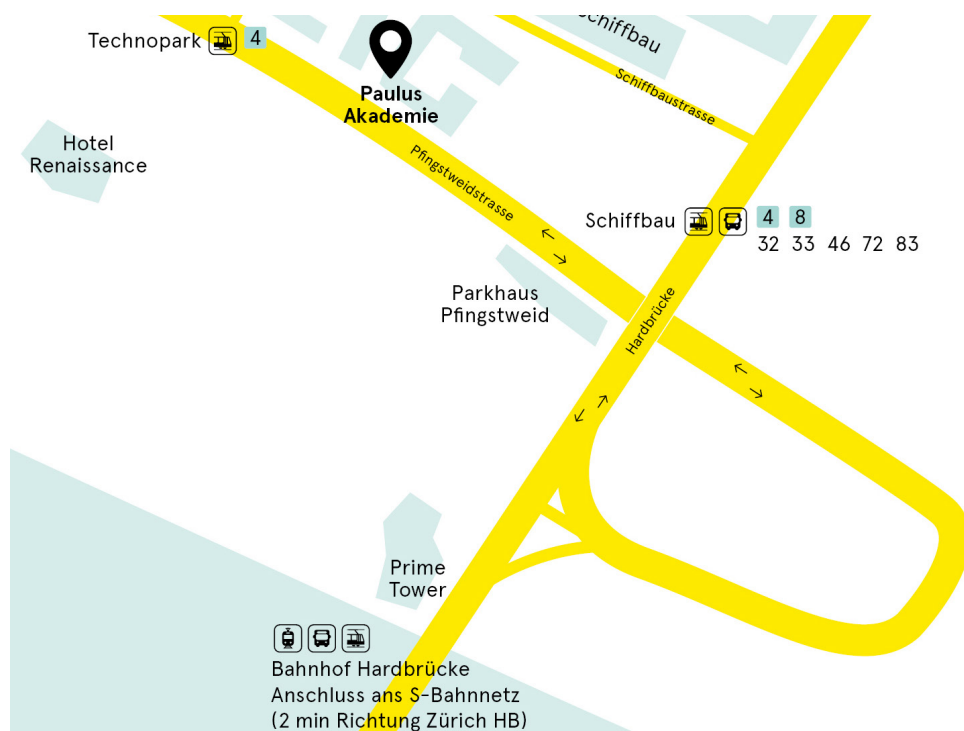 Schiffbau
Technopark 4
Paulus
Akademie
Schiffbaustrasse
Hotel
Renaissance
Pfingstweidstrasse
Schiffbau 4 8
32 33 46 72 83
Parkhaus
Pfingstweid
Hardbrücke
Prime
Tower
Bahnhof Hardbrücke
Anschluss ans S-Bahnnetz
(2 min Richtung Zürich HB)